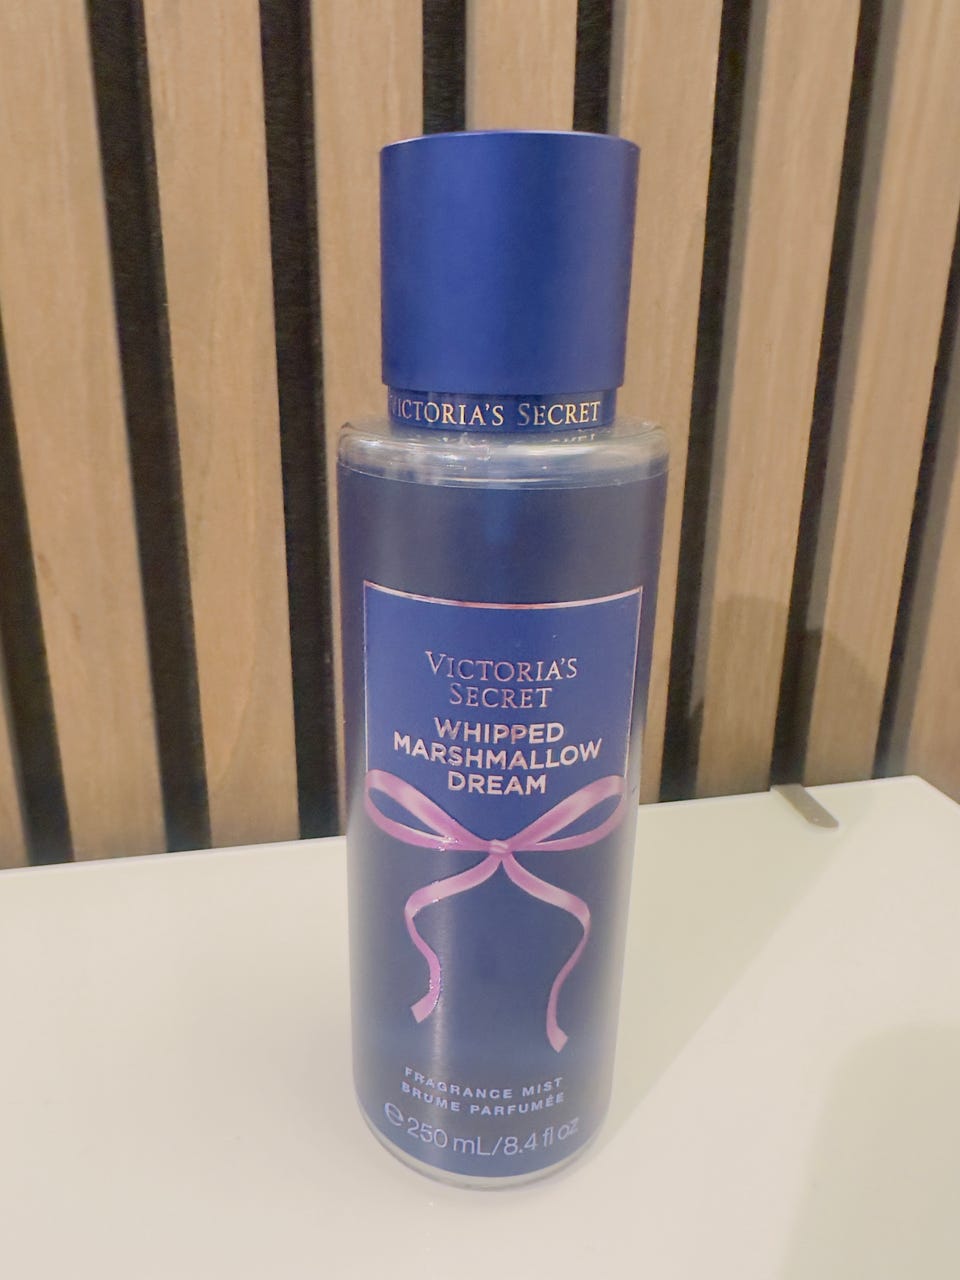 VICTORIA'S SECRET
VICTORIA'S
SECRET
WHIPPED
MARSHMALLOW
DREAM
FRAGRANCE MIST
BRUME PARFUMÉE
℮ 250 mL/8.4 fl oz